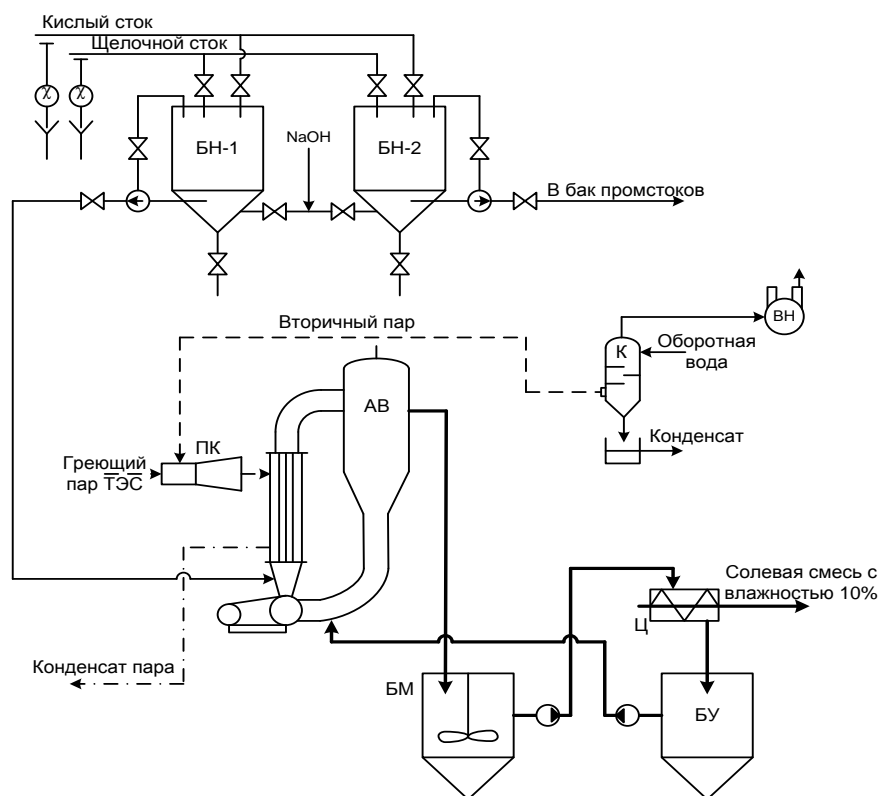 Кислый сток
Щелочной сток
χ
χ
БН-1
NaOH
БН-2
В бак промстоков
Вторичный пар
ВН
К
Оборотная
вода
АВ
ПК
Греющий
пар ТЭС
Конденсат
Солевая смесь с
влажностью 10%
Ц
Конденсат пара
БМ
БУ